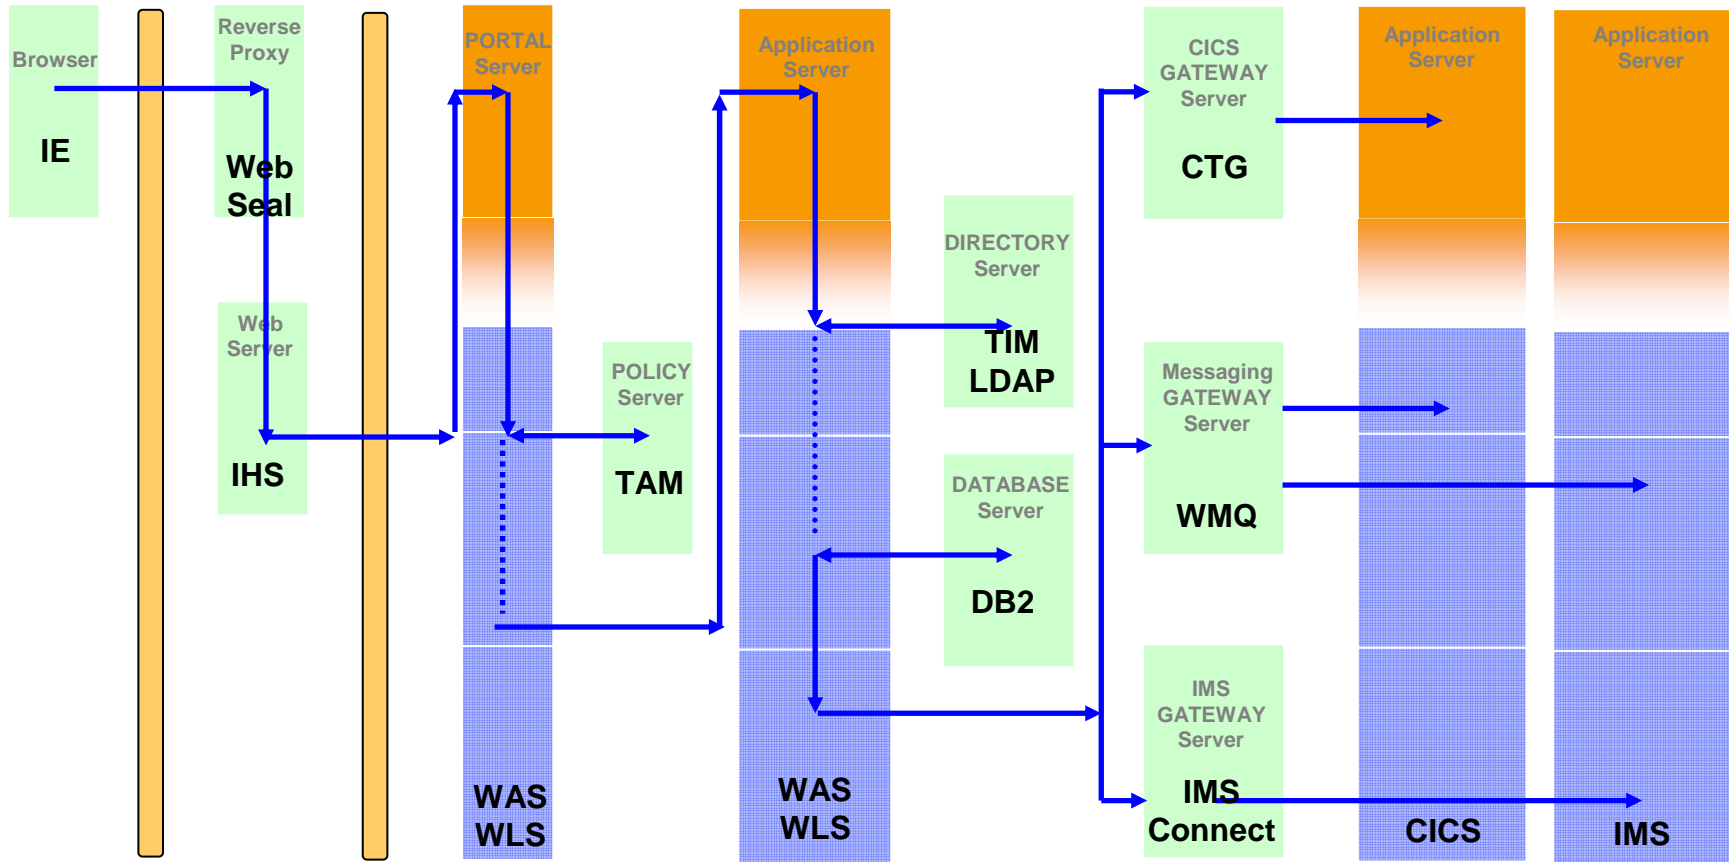 Browser
IE
Reverse
Proxy
Web
Seal
Web
Server
IHS
PORTAL
Server
WAS
WLS
POLICY
Server
TAM
Application
Server
WAS
WLS
DIRECTORY
Server
TIM
LDAP
DATABASE
Server
DB2
CICS
GATEWAY
Server
CTG
Messaging
GATEWAY
Server
WMQ
IMS
GATEWAY
Server
IMS
Connect
Application
Server
CICS
Application
Server
IMS